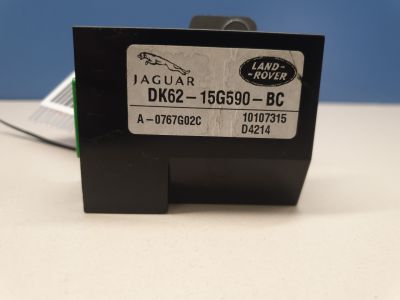 JAGUAR
LAND-
ROVER
DK62-15G590-BC
A-0767G02C
10107315
D4214